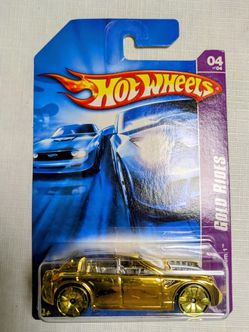 04
of 04
HOT WHEELS
GOLD RIDES